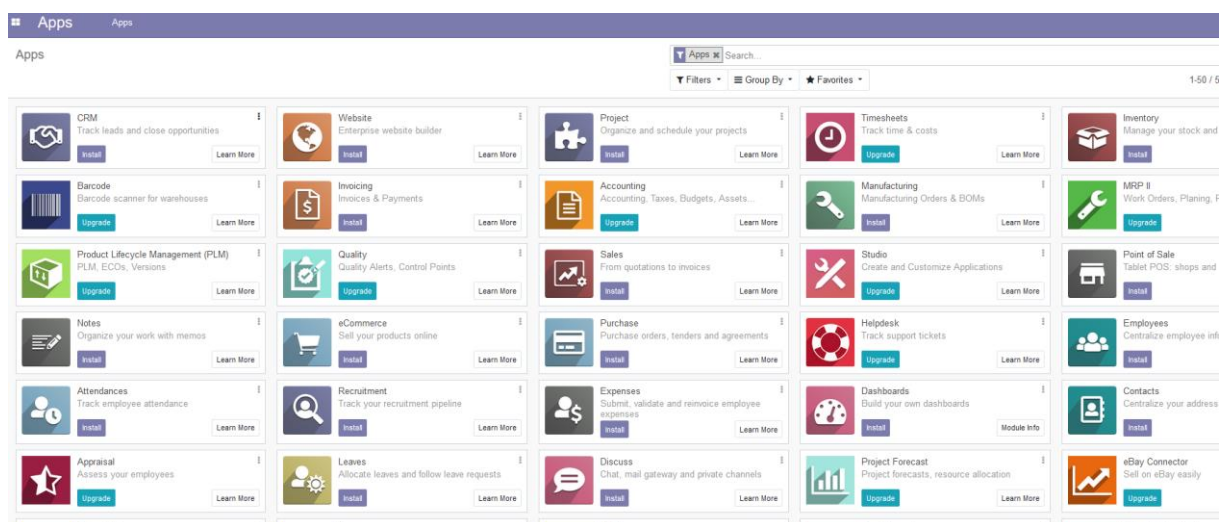 Apps Apps
Apps
Apps Search...
Filters Group By Favorites 1-50 / 5
CRM
Track leads and close opportunities
Install Learn More
Website
Enterprise website builder
Install Learn More
Project
Organize and schedule your projects
Install Learn More
Timesheets
Track time & costs
Upgrade Learn More
Inventory
Manage your stock and
Install
Barcode
Barcode scanner for warehouses
Upgrade Learn More
Invoicing
Invoices & Payments
Install Learn More
Accounting
Accounting, Taxes, Budgets, Assets...
Upgrade Learn More
Manufacturing
Manufacturing Orders & BOMs
Install Learn More
MRP II
Work Orders, Planing,
Upgrade
Product Lifecycle Management (PLM)
PLM, ECOs, Versions
Upgrade Learn More
Quality
Quality Alerts, Control Points
Upgrade Learn More
Sales
From quotations to invoices
Install Learn More
Studio
Create and Customize Applications
Upgrade Learn More
Point of Sale
Tablet POS: shops and
Install
Notes
Organize your work with memos
Install Learn More
eCommerce
Sell your products online
Install Learn More
Purchase
Purchase orders, tenders and agreements
Install Learn More
Helpdesk
Track support tickets
Upgrade Learn More
Employees
Centralize employee inf
Install
Attendances
Track employee attendance
Install Learn More
Recruitment
Track your recruitment pipeline
Install Learn More
Expenses
Submit, validate and reinvoice employee
expenses
Install Learn More
Dashboards
Build your own dashboards
Install Module Info
Contacts
Centralize your address
Install
Appraisal
Assess your employees
Upgrade Learn More
Leaves
Allocate leaves and follow leave requests
Install Learn More
Discuss
Chat, mail gateway and private channels
Install Learn More
Project Forecast
Project forecasts, resource allocation
Upgrade Learn More
eBay Connector
Sell on eBay easily
Upgrade